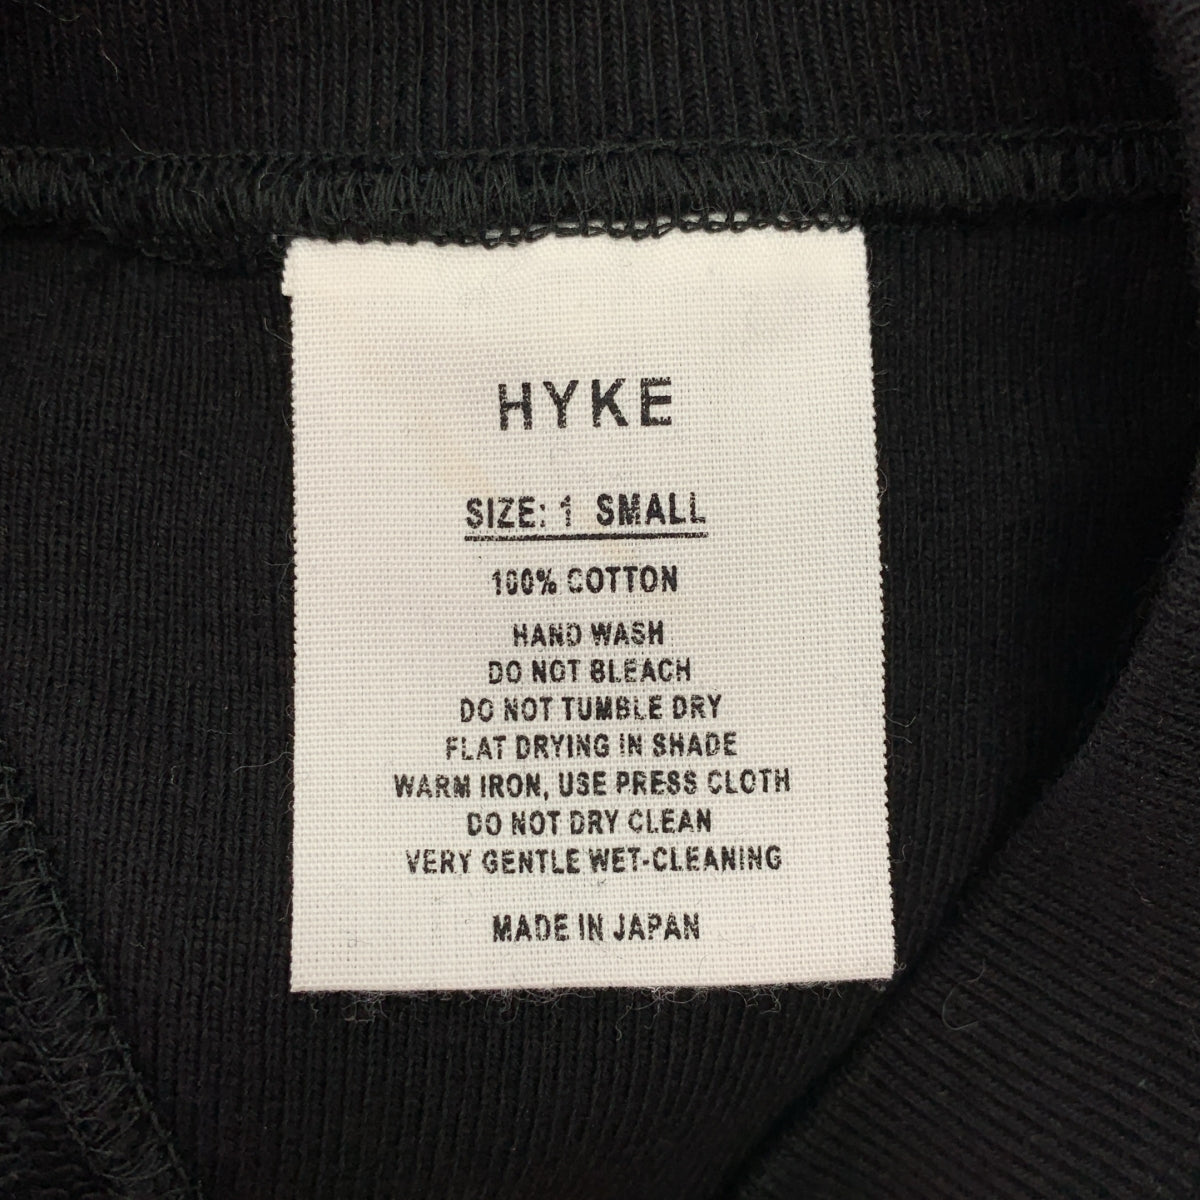 HYKE
SIZE: 1 SMALL
100% COTTON
HAND WASH
DO NOT BLEACH
DO NOT TUMBLE DRY
FLAT DRYING IN SHADE
WARM IRON, USE PRESS CLOTH
DO NOT DRY CLEAN
VERY GENTLE WET-CLEANING
MADE IN JAPAN